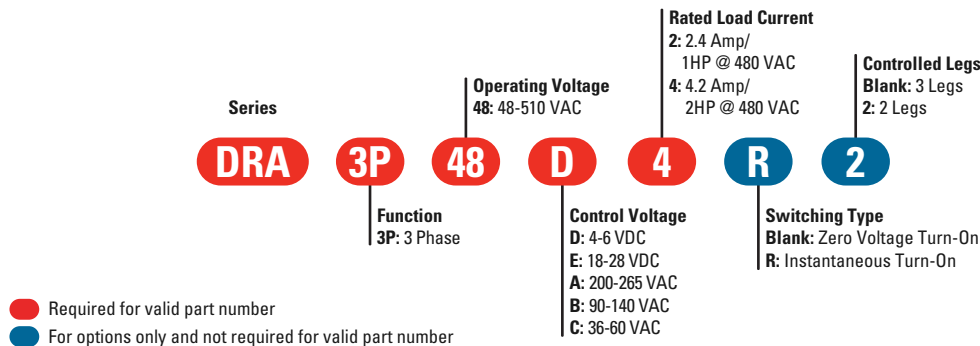 Rated Load Current
2: 2.4 Amp/
1HP @ 480 VAC
4: 4.2 Amp/
2HP @ 480 VAC
Controlled Legs
Blank: 3 Legs
2: 2 Legs
Operating Voltage
48: 48-510 VAC
Series
DRA 3P 48 D 4 R 2
Function
3P: 3 Phase
Control Voltage
D: 4-6 VDC
E: 18-28 VDC
A: 200-265 VAC
B: 90-140 VAC
C: 36-60 VAC
Switching Type
Blank: Zero Voltage Turn-On
R: Instantaneous Turn-On
Required for valid part number
For options only and not required for valid part number